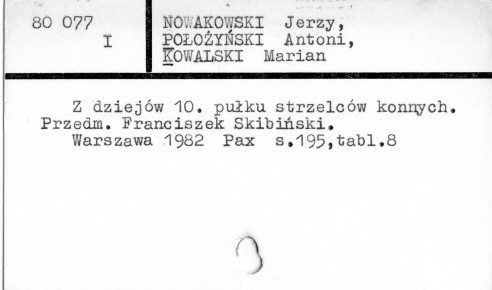 80 077 NOWAKOWSKI Jerzy,
I POŁOŻYŃSKI Antoni,
KOWALSKI Marian
Z dziejów 10. pułku strzelców konnych.
Przedm. Franciszek Skibiński.
Warszawa 1982 Pax s.195,tabl.8